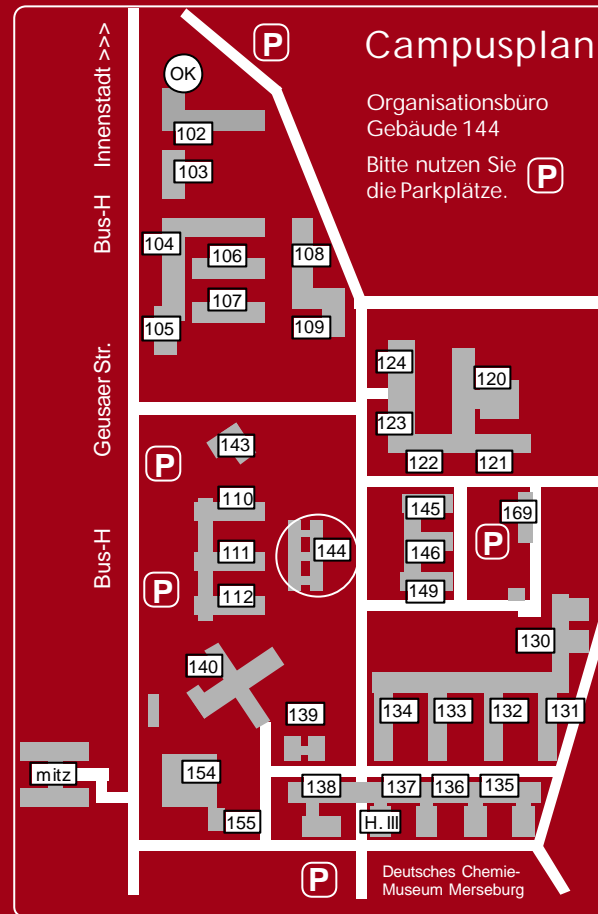 Campusplan
Organisationsbüro
Gebäude 144
Bitte nutzen Sie
die Parkplätze.
P
P
Innenstadt >>>
Bus-H
Geusaer Str.
Bus-H
OK
102
103
104
106
108
107
105
109
124
120
123
122
121
143
P
110
145
169
111
144
146
P
112
149
P
130
140
139
134
133
132
131
mitz
154
138
137
136
135
155
H. III
P
Deutsches Chemie-
Museum Merseburg